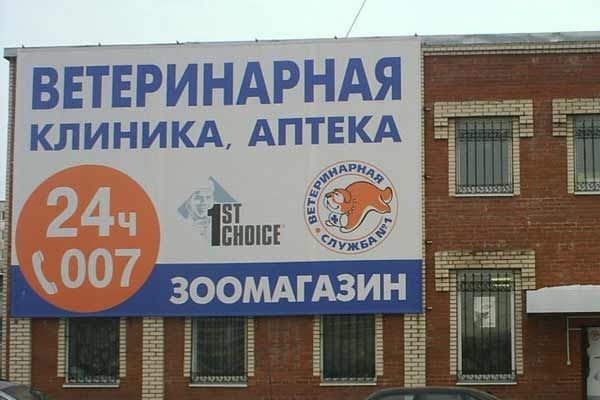 ВЕТЕРИНАРНАЯ
КЛИНИКА, АПТЕКА
24ч
007
1ST
CHOICE
ВЕТЕРИНАРНАЯ
СЛУЖБА №1
ЗООМАГАЗИН